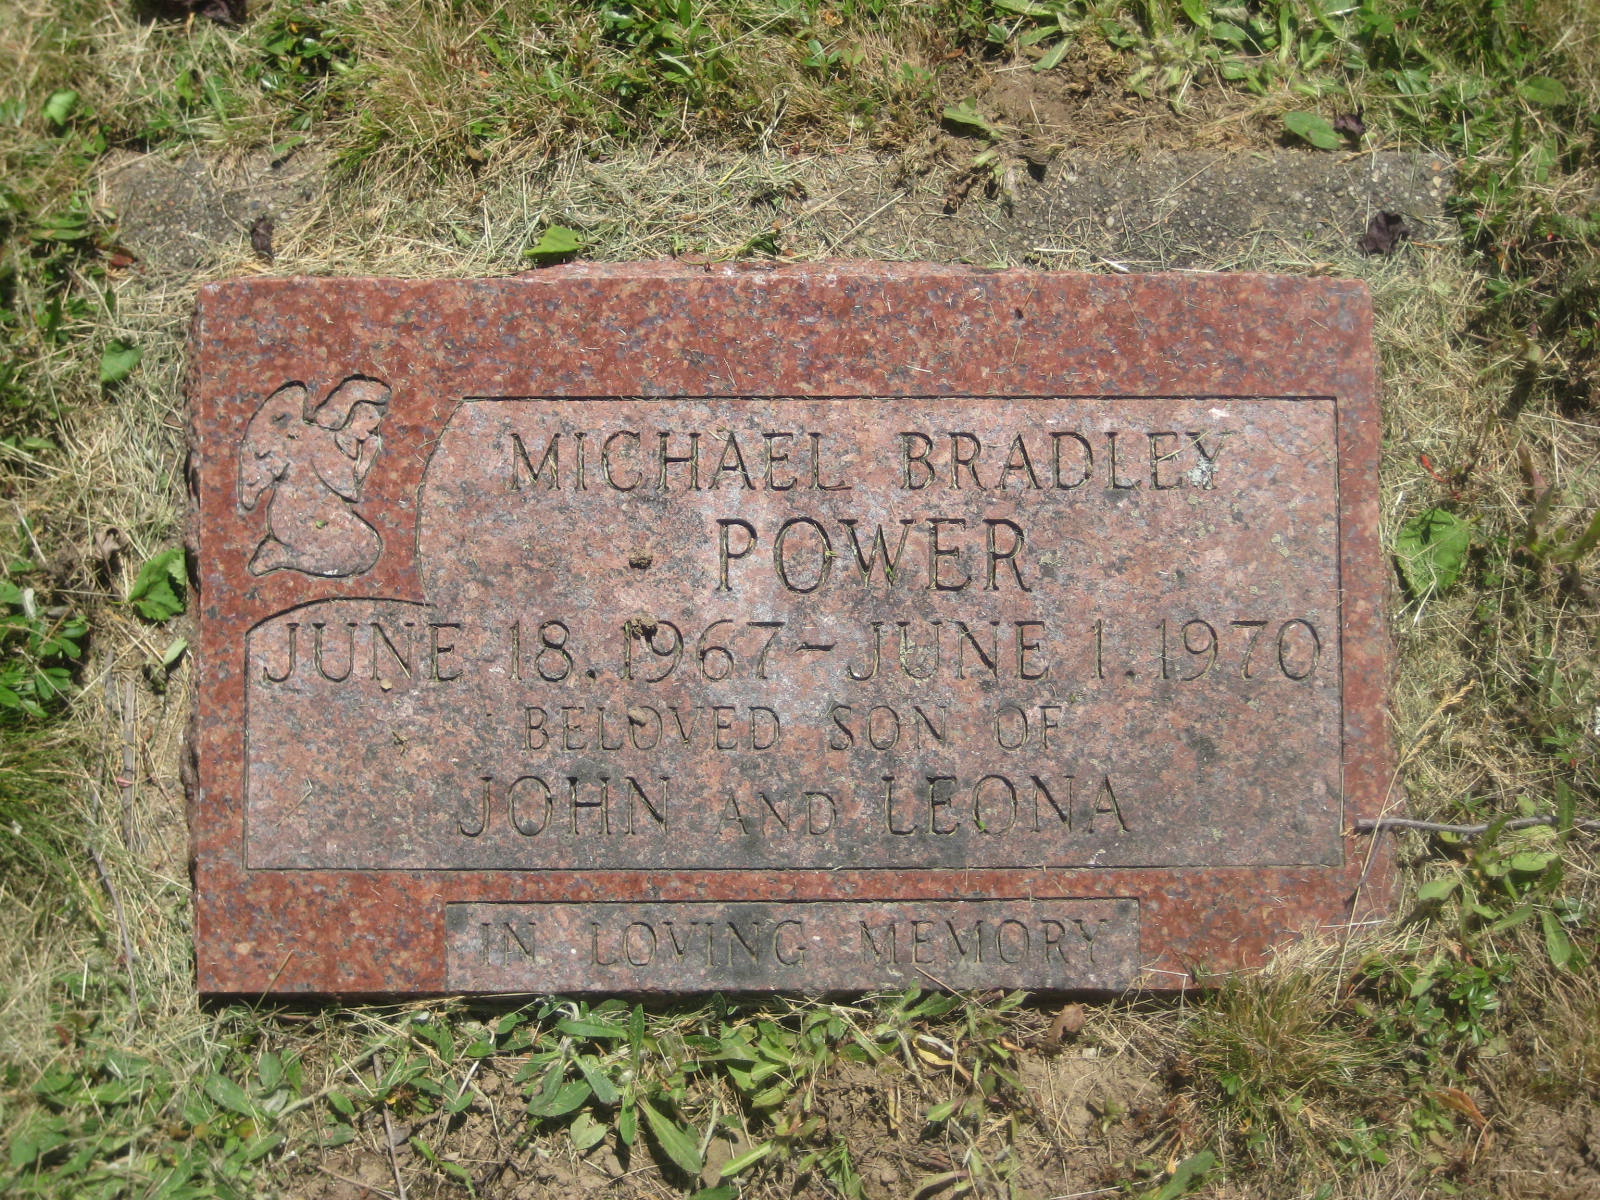 MICHAEL BRADLEY
POWER
JUNE 18, 1967 - JUNE 1, 1970
BELOVED SON OF
JOHN AND LEONA
IN LOVING MEMORY